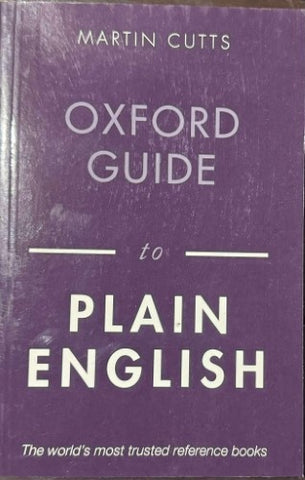 MARTIN CUTTS
OXFORD
GUIDE
to
PLAIN
ENGLISH
The world's most trusted reference books